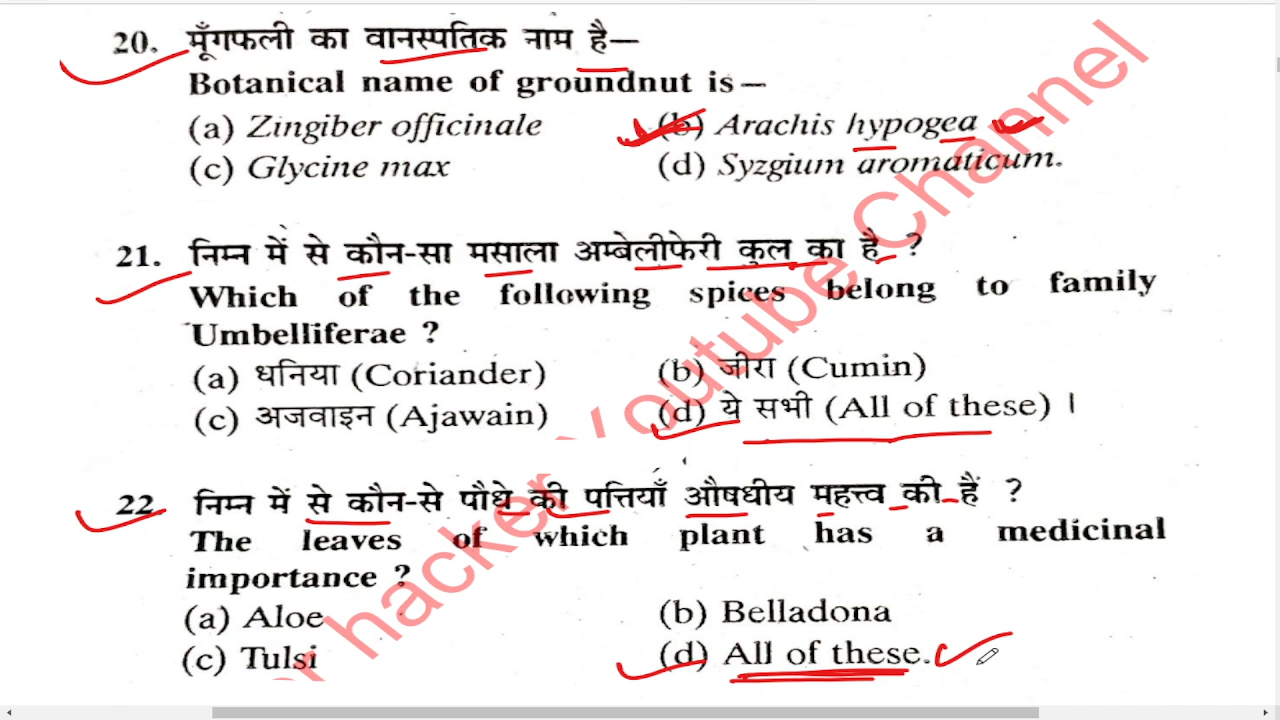 20. मूँगफली का वानस्पतिक नाम है—
Botanical name of groundnut is—
(a) Zingiber officinale (b) Arachis hypogea
(c) Glycine max (d) Syzgium aromaticum.
21. निम्न में से कौन-सा मसाला अम्बेलीफेरी कुल का है ?
Which of the following spices belong to family
Umbelliferae ?
(a) धनिया (Coriander) (b) जीरा (Cumin)
(c) अजवाइन (Ajawain) (d) ये सभी (All of these) ।
22. निम्न में से कौन-से पौधे की पत्तियाँ औषधीय महत्त्व की हैं ?
The leaves of which plant has a medicinal
importance ?
(a) Aloe (b) Belladona
(c) Tulsi (d) All of these.
r hacker Youtube Channel